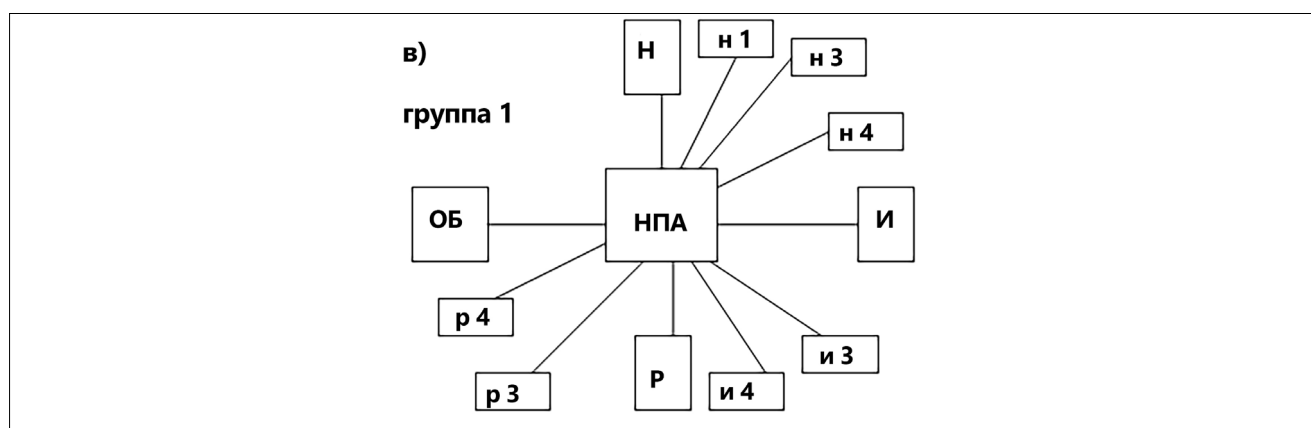 в)
группа 1
Н
н 1
н 3
н 4
ОБ
НПА
И
р 4
р 3
Р
и 4
и 3